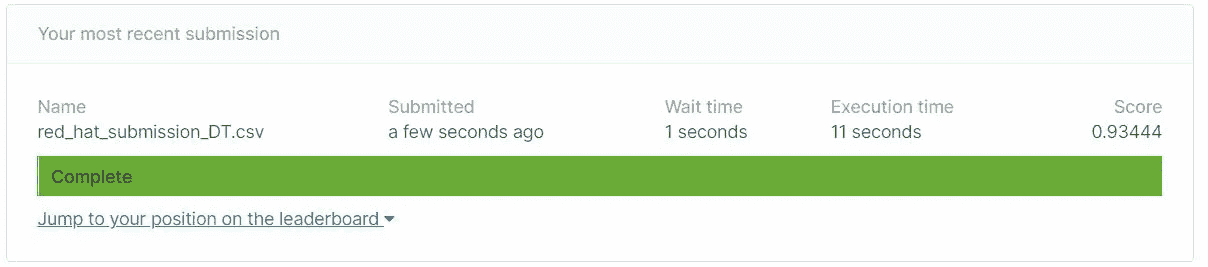 Your most recent submission
Name Submitted Wait time Execution time Score
red_hat_submission_DT.csv a few seconds ago 1 seconds 11 seconds 0.93444
Complete
Jump to your position on the leaderboard